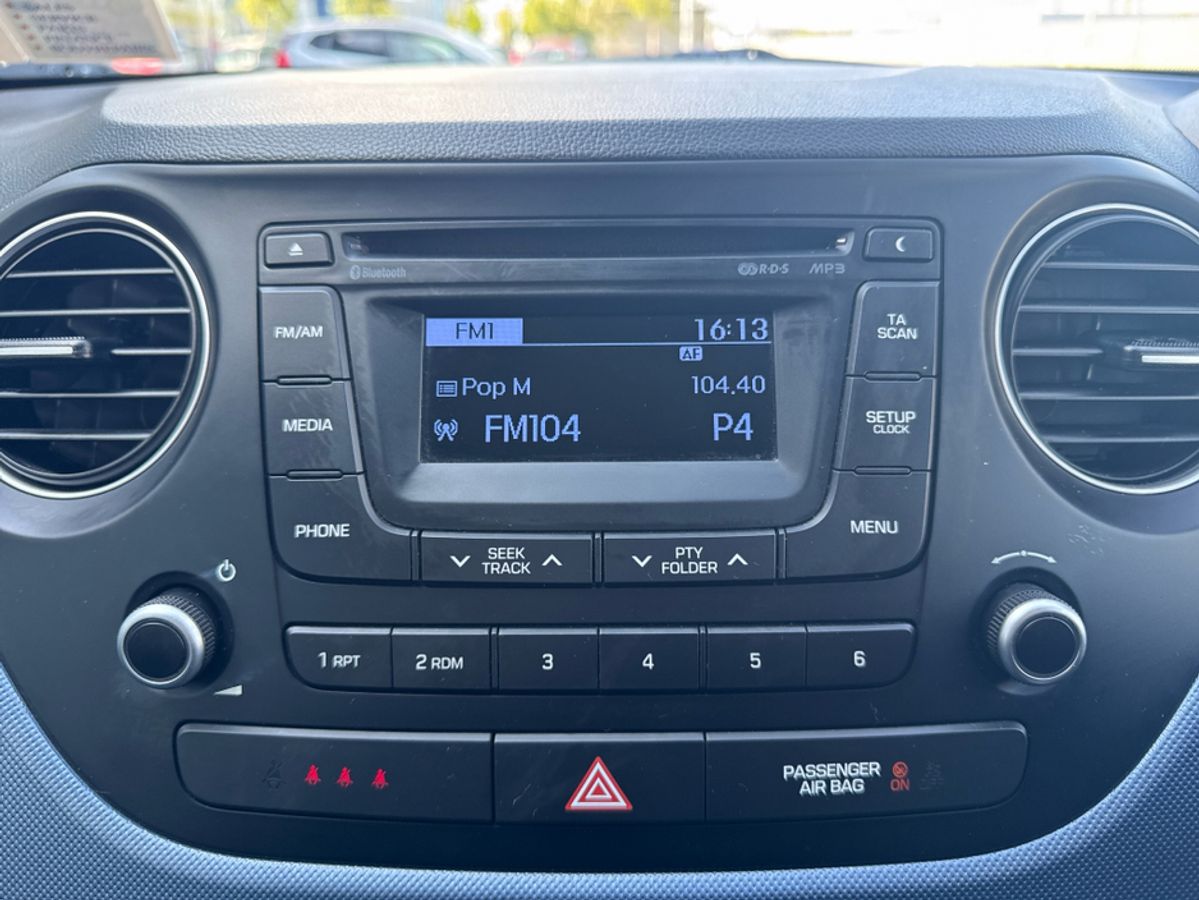 Bluetooth
R·D·S MP3
FM/AM
MEDIA
PHONE
FM1 16:13
AF
Pop M 104.40
FM104 P4
TA
SCAN
SETUP
CLOCK
MENU
SEEK
TRACK
PTY
FOLDER
1 RPT 2 RDM 3 4 5 6
PASSENGER
AIR BAG
ON